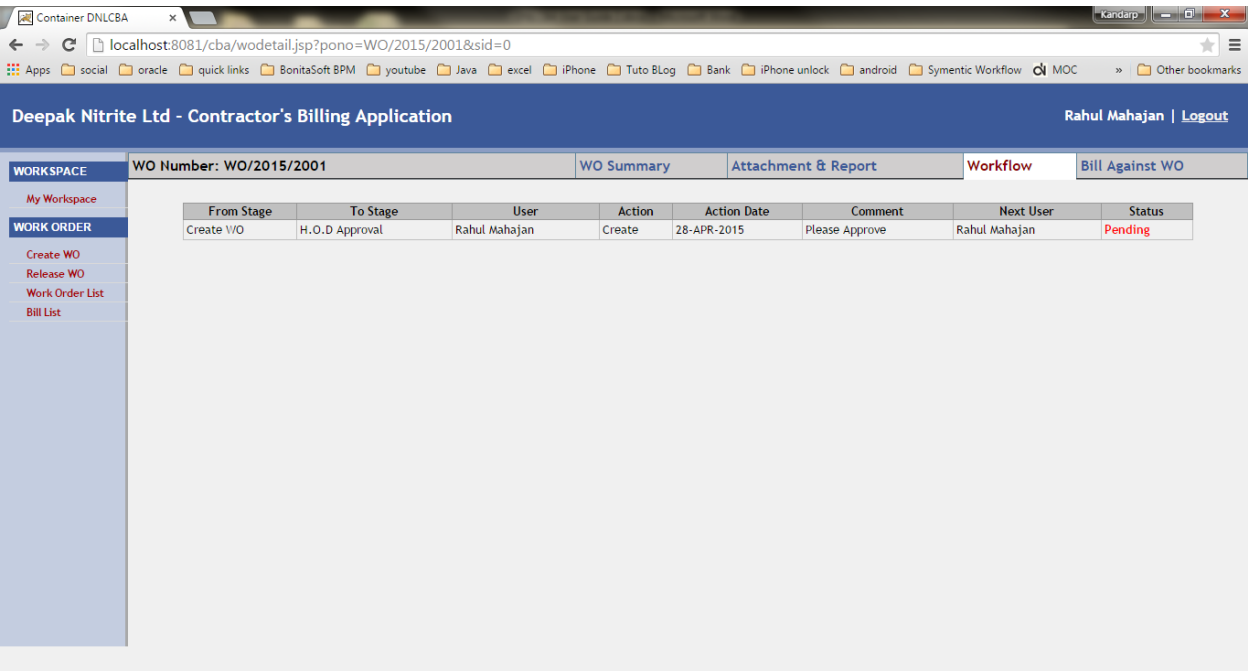 Container DNLCBA
Kandarp
localhost:8081/cba/wodetail.jsp?pono=WO/2015/2001&sid=0
Apps social oracle quick links BonitaSoft BPM youtube Java excel iPhone Tuto BLog Bank iPhone unlock android Symentic Workflow MOC » Other bookmarks
Deepak Nitrite Ltd - Contractor's Billing Application
Rahul Mahajan | Logout
WORKSPACE
My Workspace
WORK ORDER
Create WO
Release WO
Work Order List
Bill List
WO Number: WO/2015/2001 WO Summary Attachment & Report Workflow Bill Against WO
From Stage To Stage User Action Action Date Comment Next User Status
Create WO H.O.D Approval Rahul Mahajan Create 28-APR-2015 Please Approve Rahul Mahajan Pending